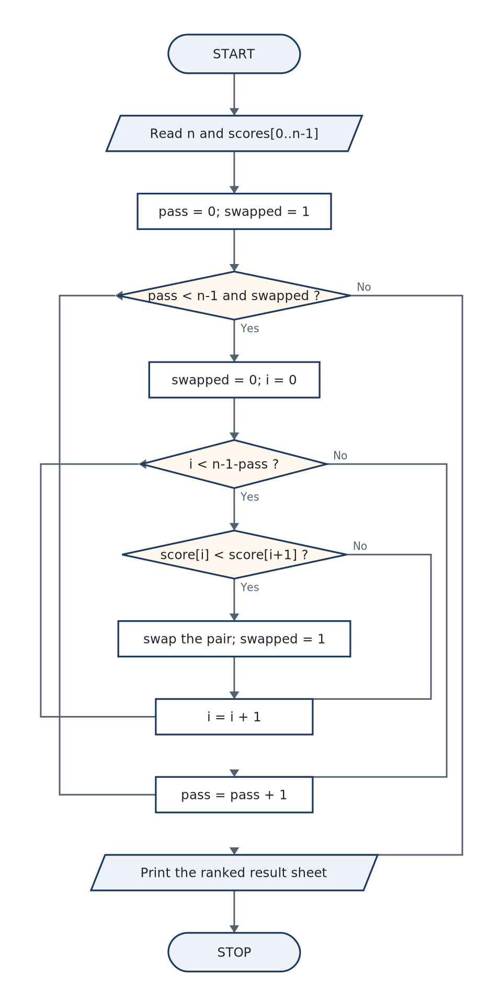 START
Read n and scores[0..n-1]
pass = 0; swapped = 1
pass < n-1 and swapped ?
No
Yes
swapped = 0; i = 0
i < n-1-pass ?
No
Yes
score[i] < score[i+1] ?
No
Yes
swap the pair; swapped = 1
i = i + 1
pass = pass + 1
Print the ranked result sheet
STOP